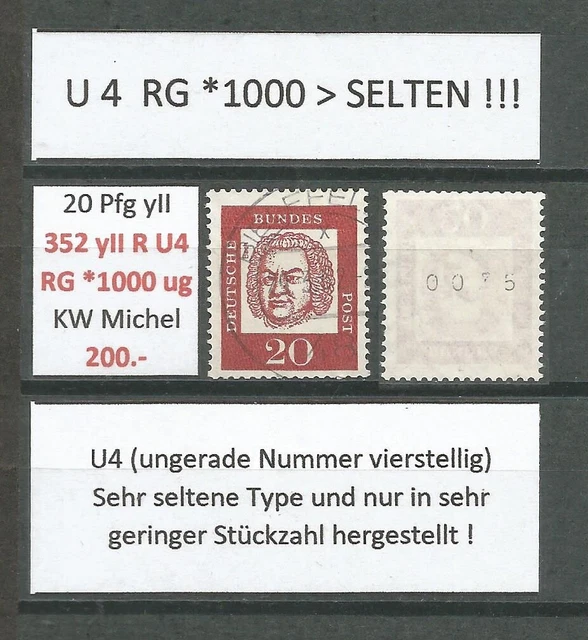 U 4 RG *1000 > SELTEN !!!
20 Pfg yII
352 yII R U4
RG *1000 ug
KW Michel
200.-
BUNDES
DEUTSCHE
POST
20
U4 (ungerade Nummer vierstellig)
Sehr seltene Type und nur in sehr
geringer Stückzahl hergestellt !